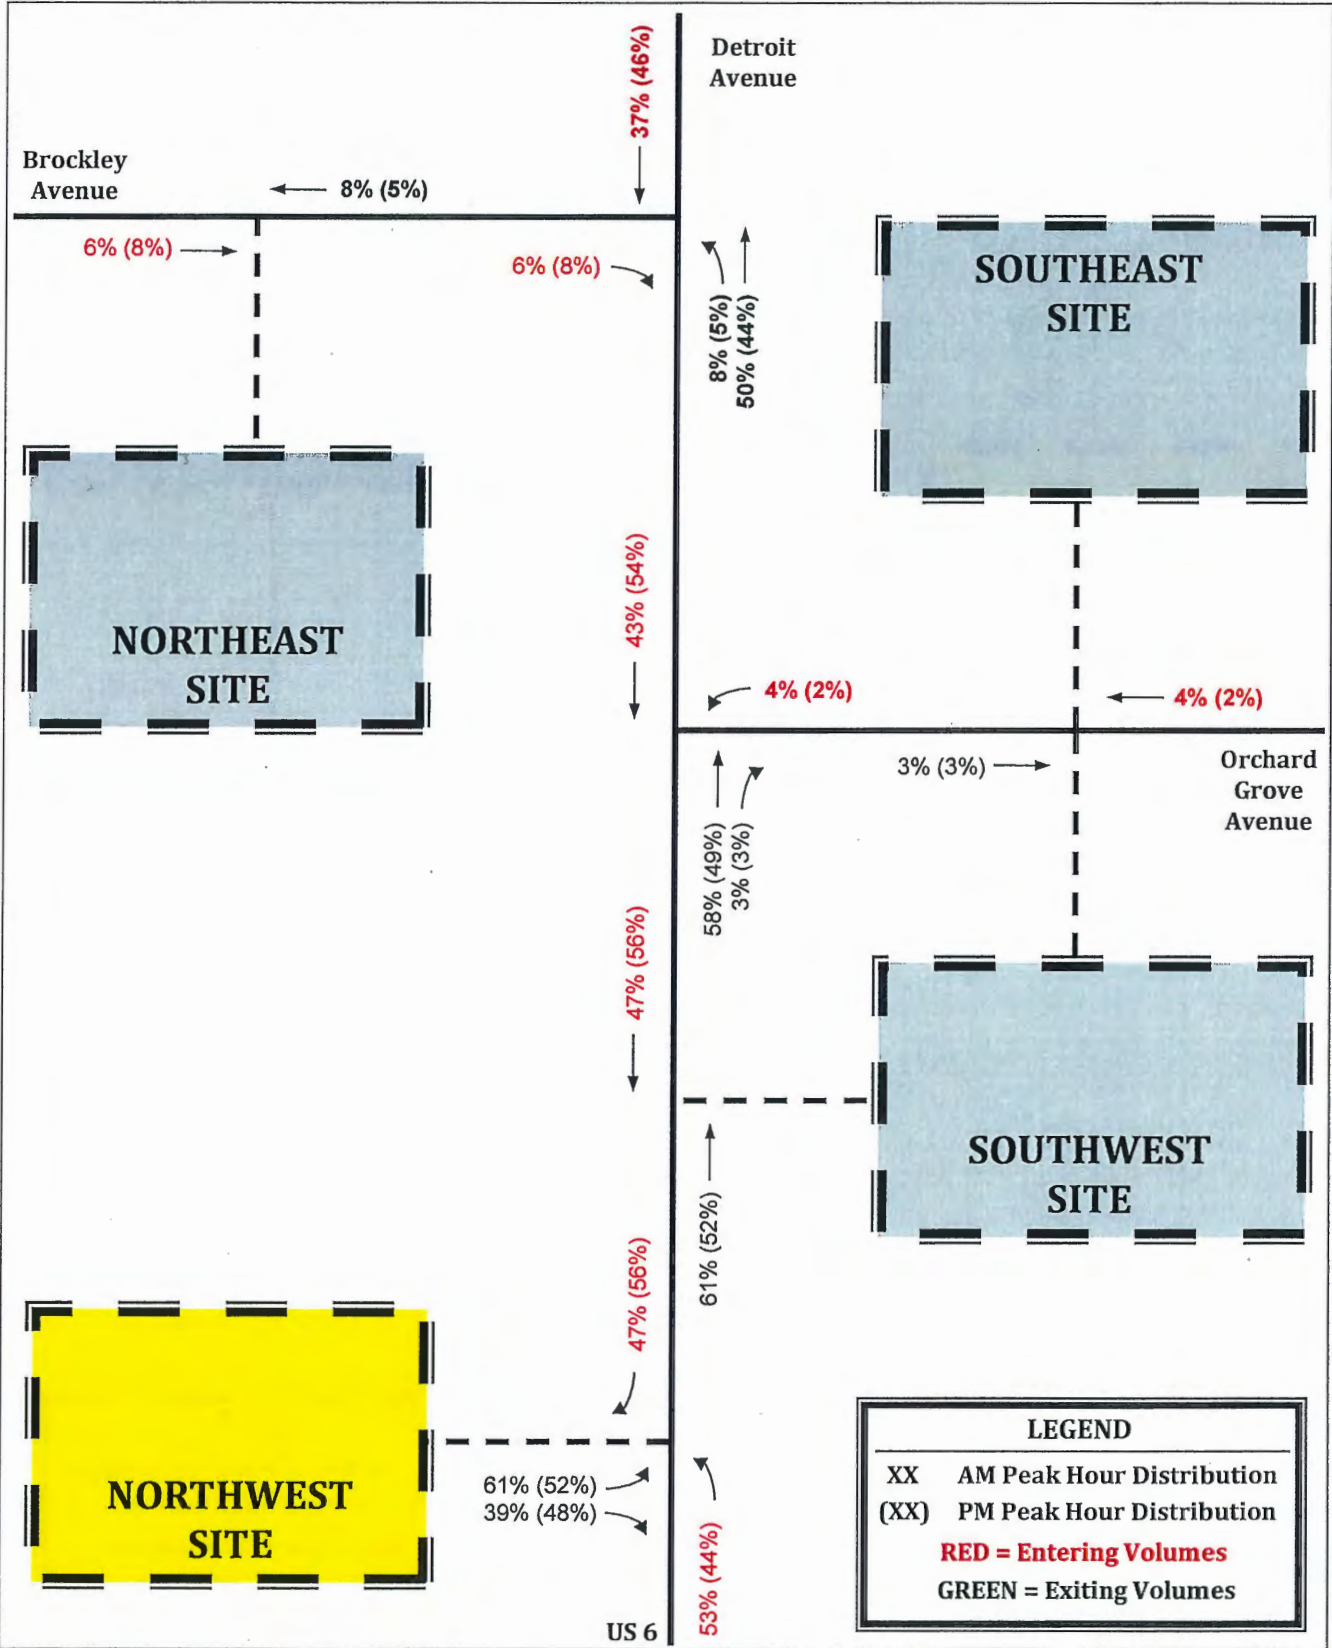 37% (46%)
Detroit
Avenue
Brockley
Avenue
8% (5%)
6% (8%)
6% (8%)
8% (5%)
50% (44%)
SOUTHEAST
SITE
43% (54%)
NORTHEAST
SITE
4% (2%)
4% (2%)
3% (3%)
Orchard
Grove
Avenue
58% (49%)
3% (3%)
47% (56%)
SOUTHWEST
SITE
61% (52%)
47% (56%)
NORTHWEST
SITE
61% (52%)
39% (48%)
53% (44%)
US 6
LEGEND
XX AM Peak Hour Distribution
(XX) PM Peak Hour Distribution
RED = Entering Volumes
GREEN = Exiting Volumes